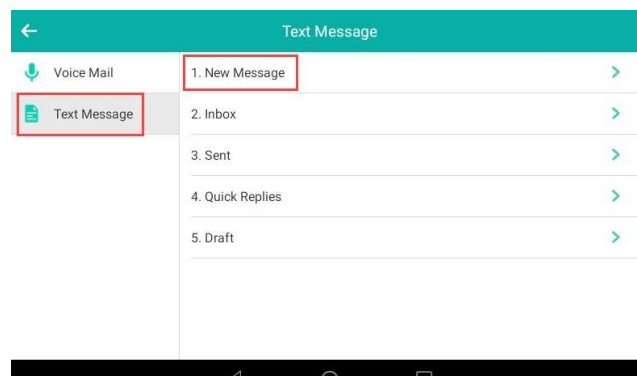 Text Message
Voice Mail
Text Message
1. New Message
2. Inbox
3. Sent
4. Quick Replies
5. Draft